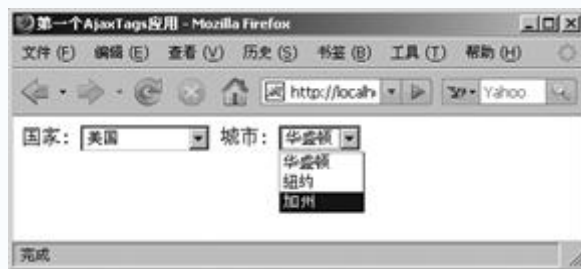 第一个AjaxTags应用 - Mozilla Firefox
文件 (F) 编辑 (E) 查看 (V) 历史 (S) 书签 (B) 工具 (T) 帮助 (H)
http://localh Yahoo
国家: 美国 城市: 华盛顿
华盛顿
纽约
加州
完成